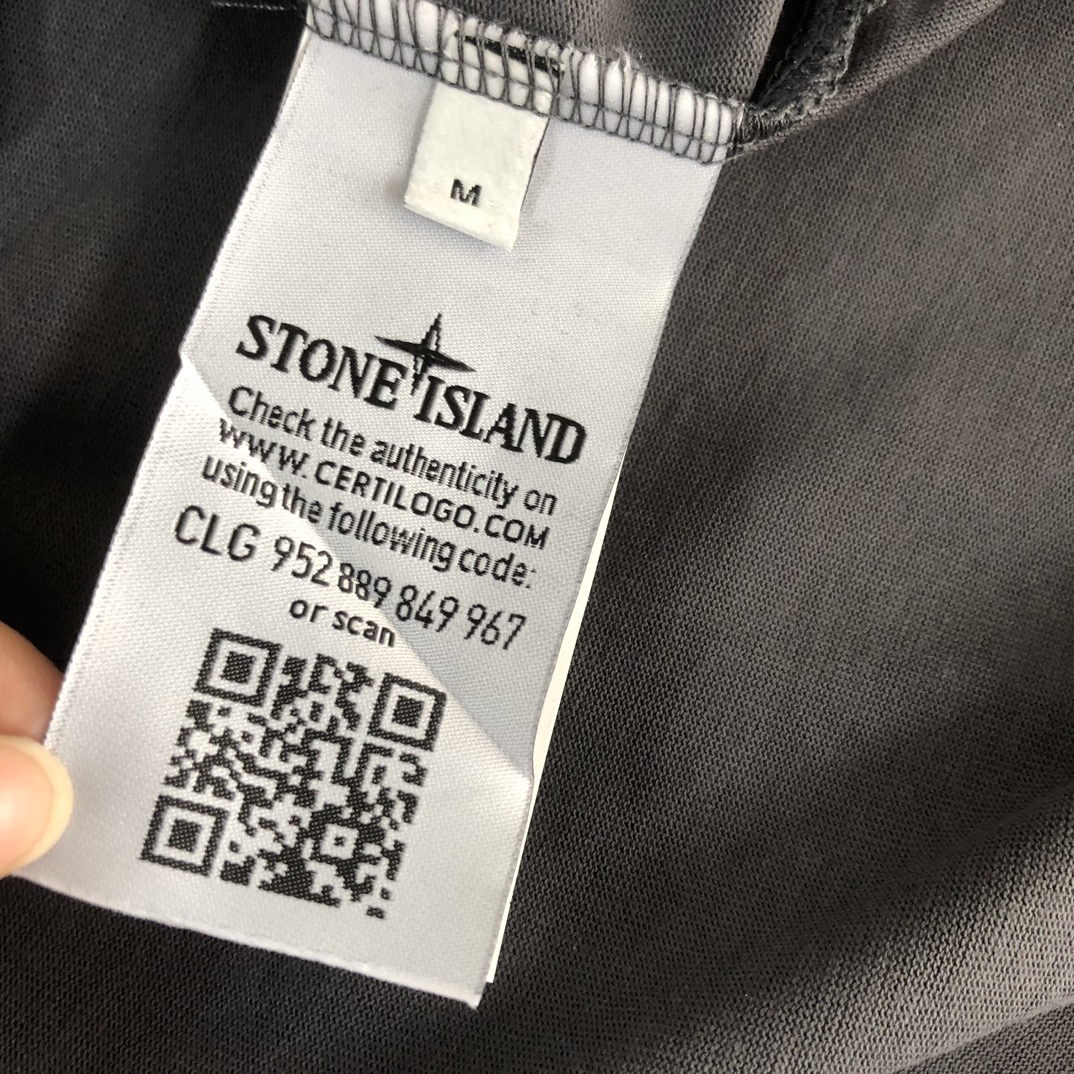 M
STONE ISLAND
Check the authenticity on
WWW.CERTILOGO.COM
using the following code:
CLG 952 889 849 967
or scan